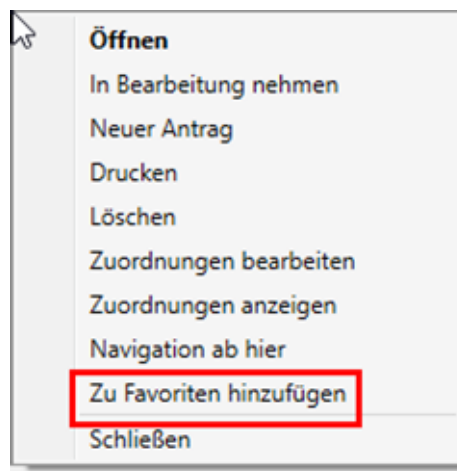 Öffnen
In Bearbeitung nehmen
Neuer Antrag
Drucken
Löschen
Zuordnungen bearbeiten
Zuordnungen anzeigen
Navigation ab hier
Zu Favoriten hinzufügen
Schließen